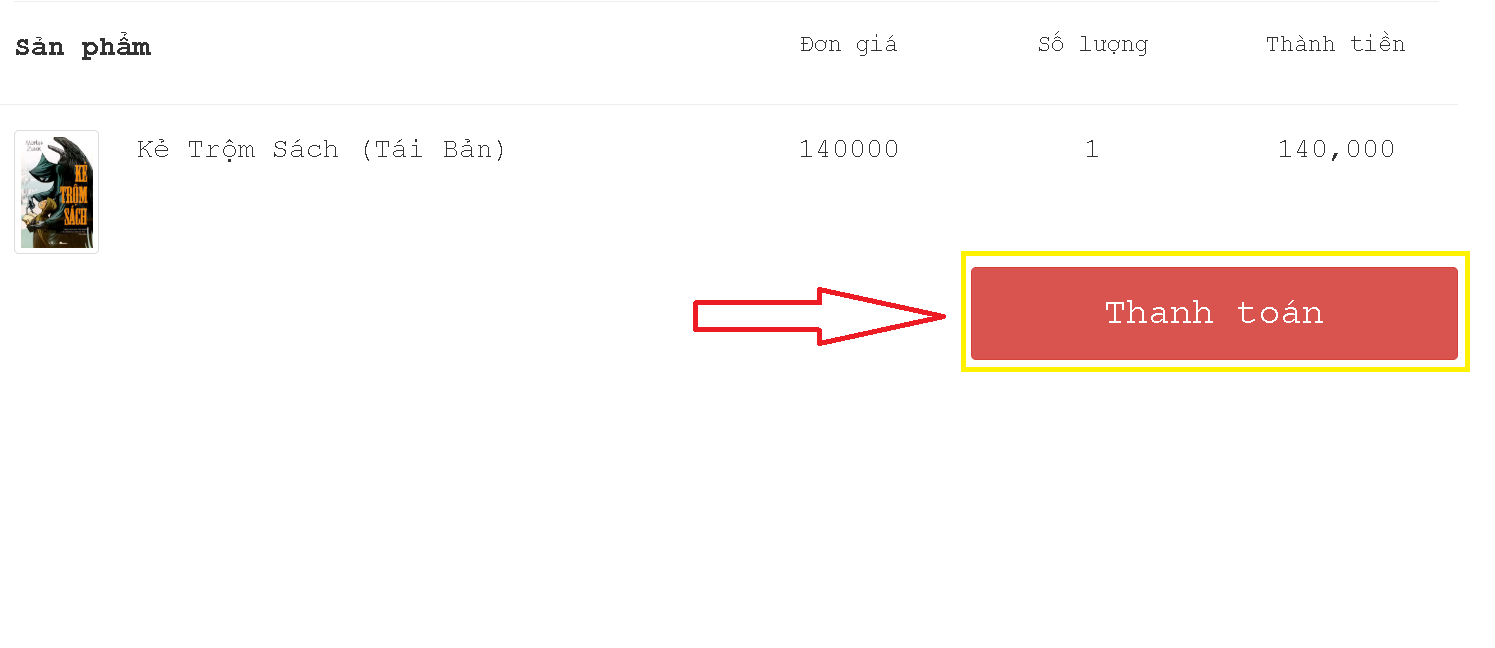 Sản phẩm Đơn giá Số lượng Thành tiền
Kẻ Trộm Sách (Tái Bản) 140000 1 140,000
KẺ
TRỘM
SÁCH
Thanh toán